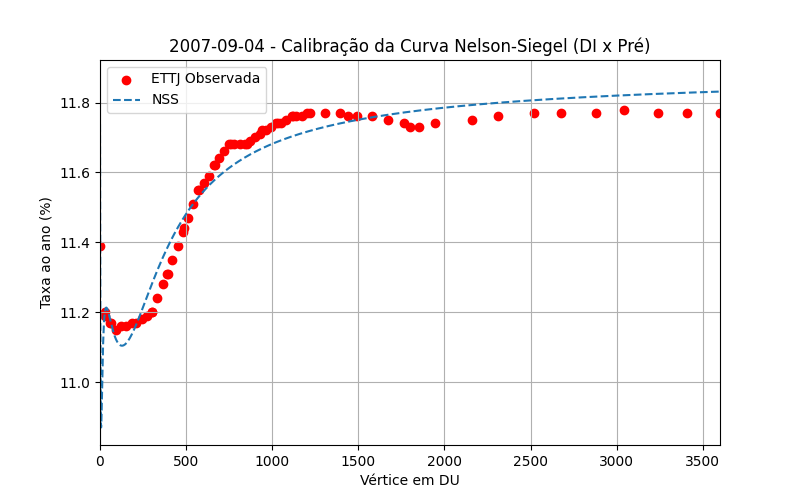 2007-09-04 - Calibração da Curva Nelson-Siegel (DI x Pré)
ETTJ Observada
NSS
Taxa ao ano (%)
11.8
11.6
11.4
11.2
11.0
0 500 1000 1500 2000 2500 3000 3500
Vértice em DU